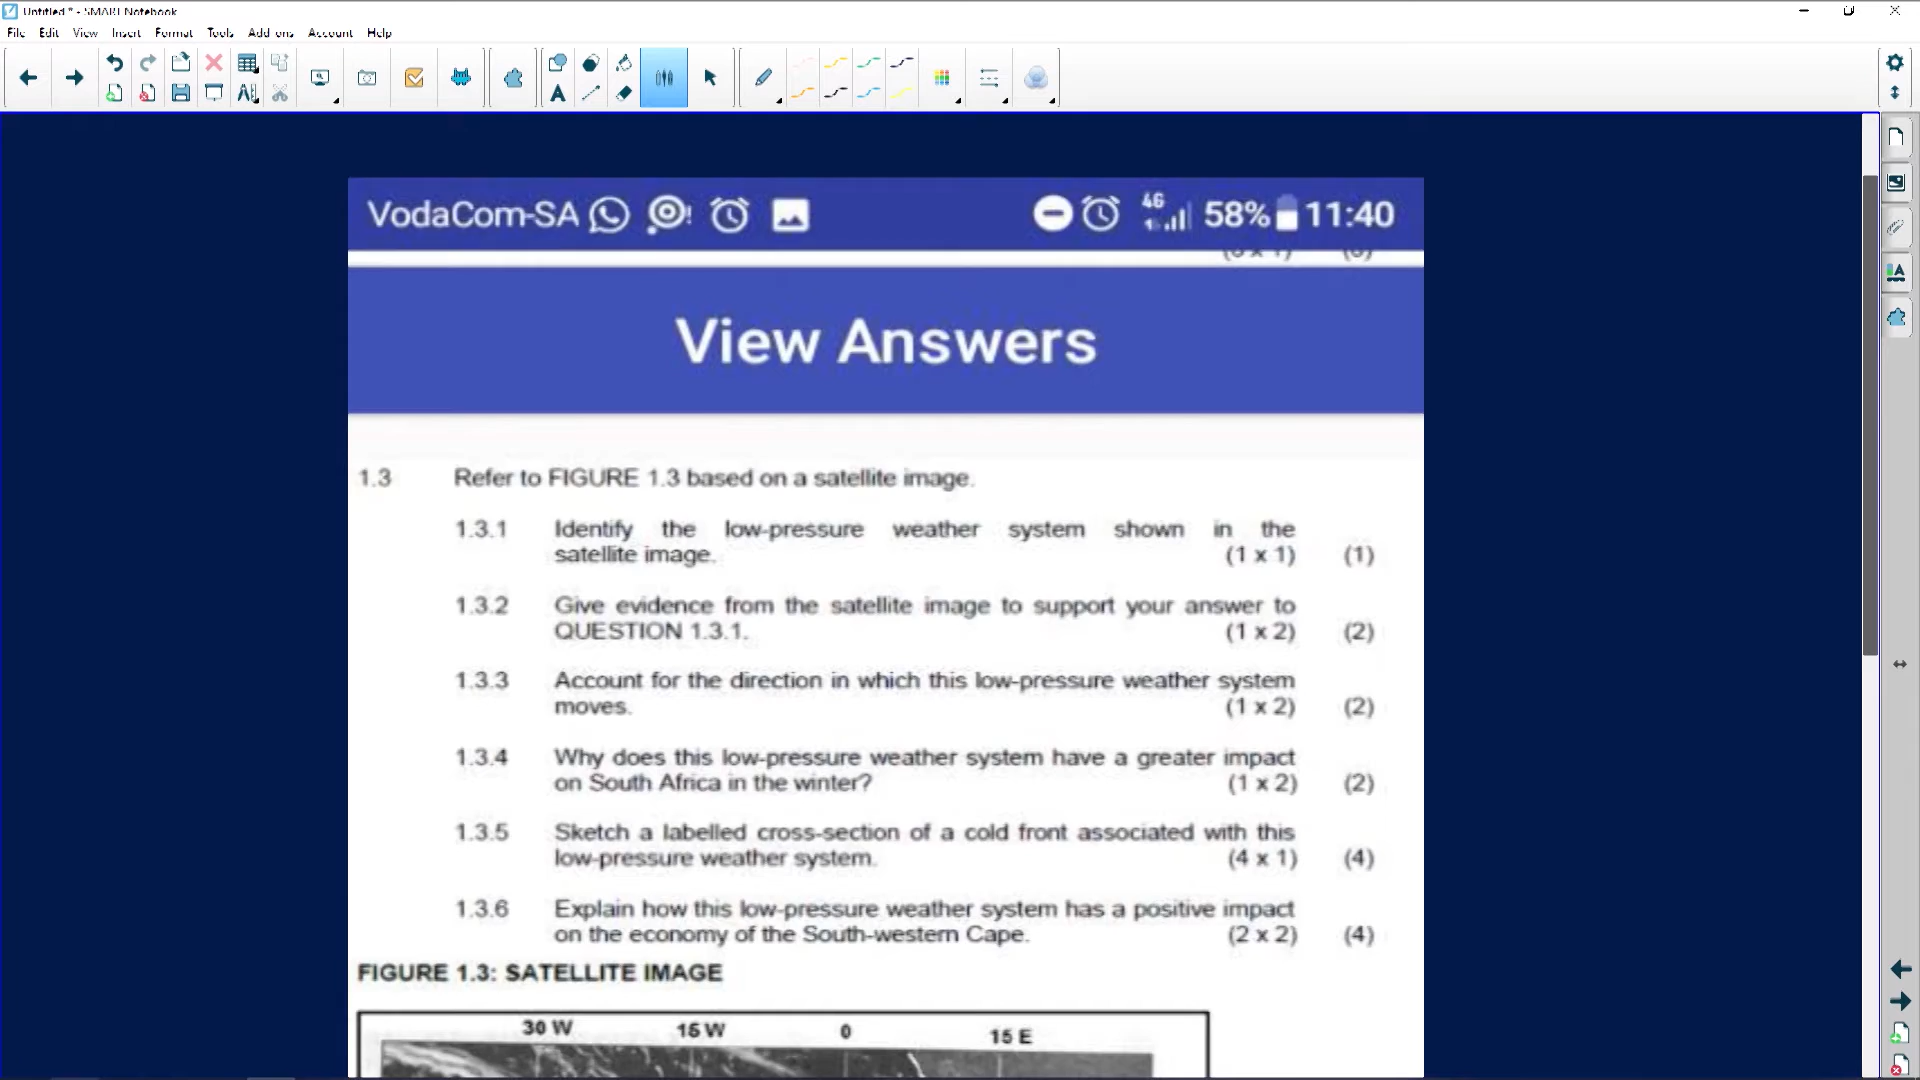 Untitled * - SMART Notebook
File Edit View Insert Format Tools Add-ons Account Help
VodaCom-SA 4G 58% 11:40
View Answers
1.3 Refer to FIGURE 1.3 based on a satellite image.
1.3.1 Identify the low-pressure weather system shown in the
satellite image. (1 x 1) (1)
1.3.2 Give evidence from the satellite image to support your answer to
QUESTION 1.3.1. (1 x 2) (2)
1.3.3 Account for the direction in which this low-pressure weather system
moves. (1 x 2) (2)
1.3.4 Why does this low-pressure weather system have a greater impact
on South Africa in the winter? (1 x 2) (2)
1.3.5 Sketch a labelled cross-section of a cold front associated with this
low-pressure weather system. (4 x 1) (4)
1.3.6 Explain how this low-pressure weather system has a positive impact
on the economy of the South-western Cape. (2 x 2) (4)
FIGURE 1.3: SATELLITE IMAGE
30 W 15 W 0 15 E